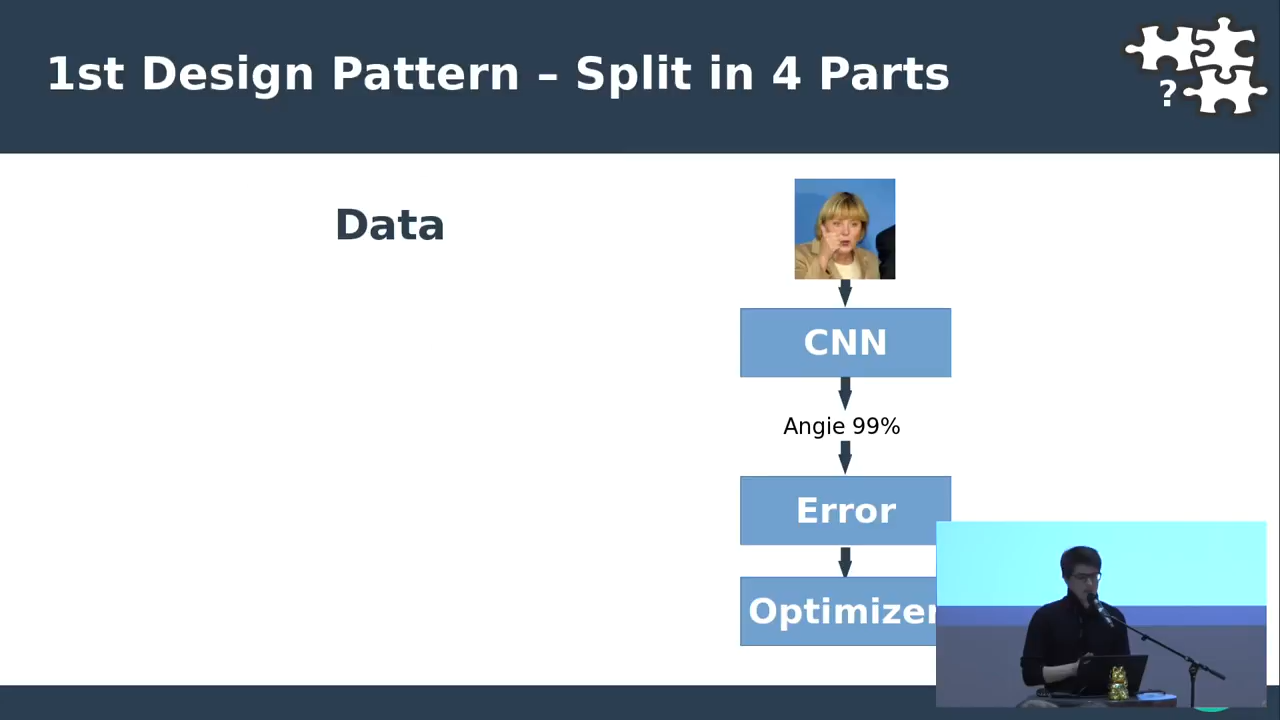 1st Design Pattern – Split in 4 Parts
?
Data
CNN
Angie 99%
Error
Optimizer